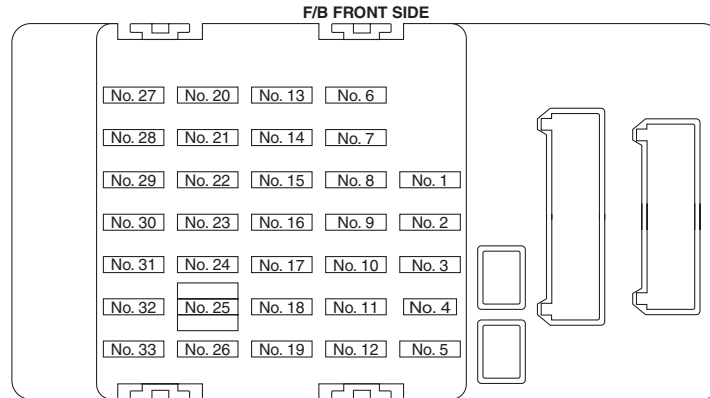 F/B FRONT SIDE
No. 27 No. 20 No. 13 No. 6
No. 28 No. 21 No. 14 No. 7
No. 29 No. 22 No. 15 No. 8 No. 1
No. 30 No. 23 No. 16 No. 9 No. 2
No. 31 No. 24 No. 17 No. 10 No. 3
No. 32 No. 25 No. 18 No. 11 No. 4
No. 33 No. 26 No. 19 No. 12 No. 5